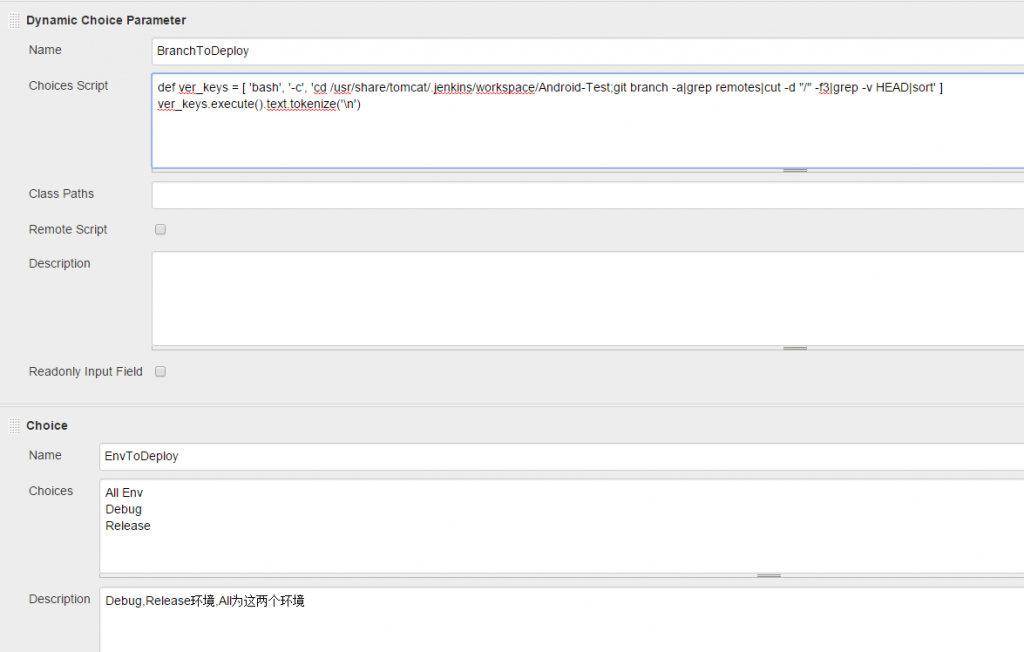 Dynamic Choice Parameter
Name
BranchToDeploy
Choices Script
def ver_keys = [ 'bash', '-c', 'cd /usr/share/tomcat/.jenkins/workspace/Android-Test;git branch -a|grep remotes|cut -d "/" -f3|grep -v HEAD|sort' ]
ver_keys.execute().text.tokenize('\n')
Class Paths
Remote Script
Description
Readonly Input Field
Choice
Name
EnvToDeploy
Choices
All Env
Debug
Release
Description
Debug,Release环境,All为这两个环境